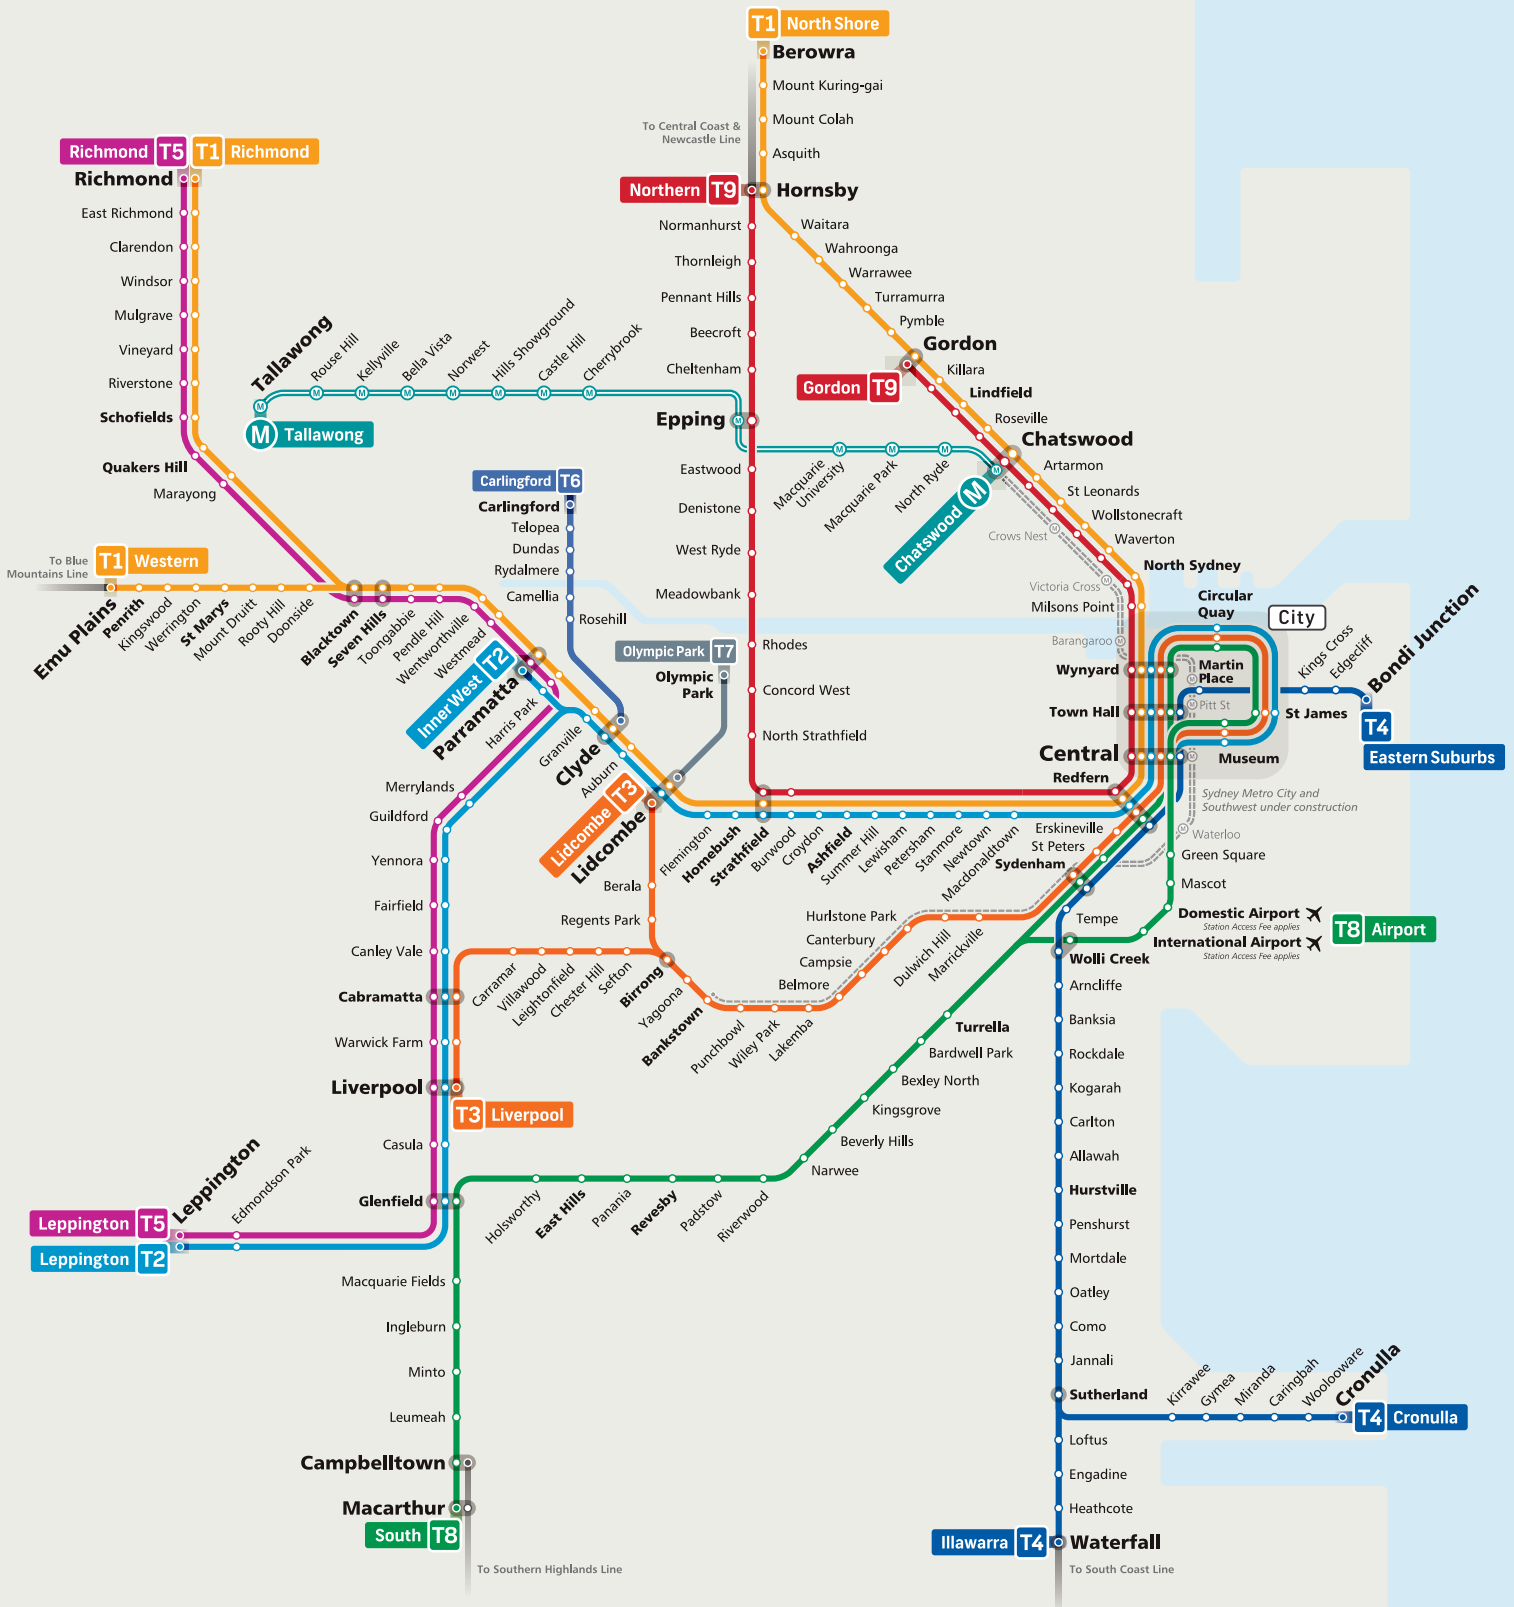 T1 North Shore
Berowra
Mount Kuring-gai
Mount Colah
Asquith
To Central Coast &
Newcastle Line
Northern T9
Hornsby
Richmond T5
T1 Richmond
Richmond
East Richmond
Clarendon
Windsor
Mulgrave
Vineyard
Riverstone
Schofields
Quakers Hill
Marayong
Normanhurst
Thornleigh
Pennant Hills
Beecroft
Cheltenham
Epping
Eastwood
Denistone
West Ryde
Meadowbank
Rhodes
Concord West
North Strathfield
Waitara
Wahroonga
Warrawee
Turramurra
Pymble
Gordon
Gordon T9
Killara
Lindfield
Roseville
Chatswood
Artarmon
St Leonards
Wollstonecraft
Waverton
North Sydney
Milsons Point
Tallawong
M Tallawong
Rouse Hill
Kellyville
Bella Vista
Norwest
Hills Showground
Castle Hill
Cherrybrook
Macquarie
University
Macquarie Park
North Ryde
Chatswood M
Crows Nest
Victoria Cross
Barangaroo
Carlingford T6
Carlingford
Telopea
Dundas
Rydalmere
Camellia
Rosehill
Olympic Park T7
Olympic
Park
To Blue
Mountains Line
T1 Western
Emu Plains
Penrith
Kingswood
Werrington
St Marys
Mount Druitt
Rooty Hill
Doonside
Blacktown
Seven Hills
Toongabbie
Pendle Hill
Wentworthville
Westmead
Inner West T2
Parramatta
Harris Park
Granville
Clyde
Auburn
Lidcombe T3
Lidcombe
Flemington
Homebush
Strathfield
Burwood
Croydon
Ashfield
Summer Hill
Lewisham
Petersham
Stanmore
Newtown
Macdonaldtown
Circular
Quay
City
Wynyard
Martin
Place
Pitt St
Town Hall
St James
Central
Museum
Redfern
Kings Cross
Edgecliff
Bondi Junction
T4
Eastern Suburbs
Sydney Metro City and
Southwest under construction
Waterloo
Erskineville
St Peters
Sydenham
Green Square
Mascot
Domestic Airport
Station Access Fee applies
International Airport
Station Access Fee applies
T8 Airport
Tempe
Wolli Creek
Merrylands
Guildford
Yennora
Fairfield
Canley Vale
Cabramatta
Warwick Farm
Liverpool
T3 Liverpool
Casula
Glenfield
Berala
Regents Park
Carramar
Villawood
Leightonfield
Chester Hill
Sefton
Birrong
Yagoona
Bankstown
Punchbowl
Wiley Park
Lakemba
Belmore
Campsie
Canterbury
Hurlstone Park
Dulwich Hill
Marrickville
Leppington
Edmondson Park
Leppington T5
Leppington T2
Holsworthy
East Hills
Panania
Revesby
Padstow
Riverwood
Narwee
Beverly Hills
Kingsgrove
Bexley North
Bardwell Park
Turrella
Macquarie Fields
Ingleburn
Minto
Leumeah
Campbelltown
Macarthur
South T8
To Southern Highlands Line
Arncliffe
Banksia
Rockdale
Kogarah
Carlton
Allawah
Hurstville
Penshurst
Mortdale
Oatley
Como
Jannali
Sutherland
Kirrawee
Gymea
Miranda
Caringbah
Woolooware
Cronulla
T4 Cronulla
Loftus
Engadine
Heathcote
Illawarra T4
Waterfall
To South Coast Line